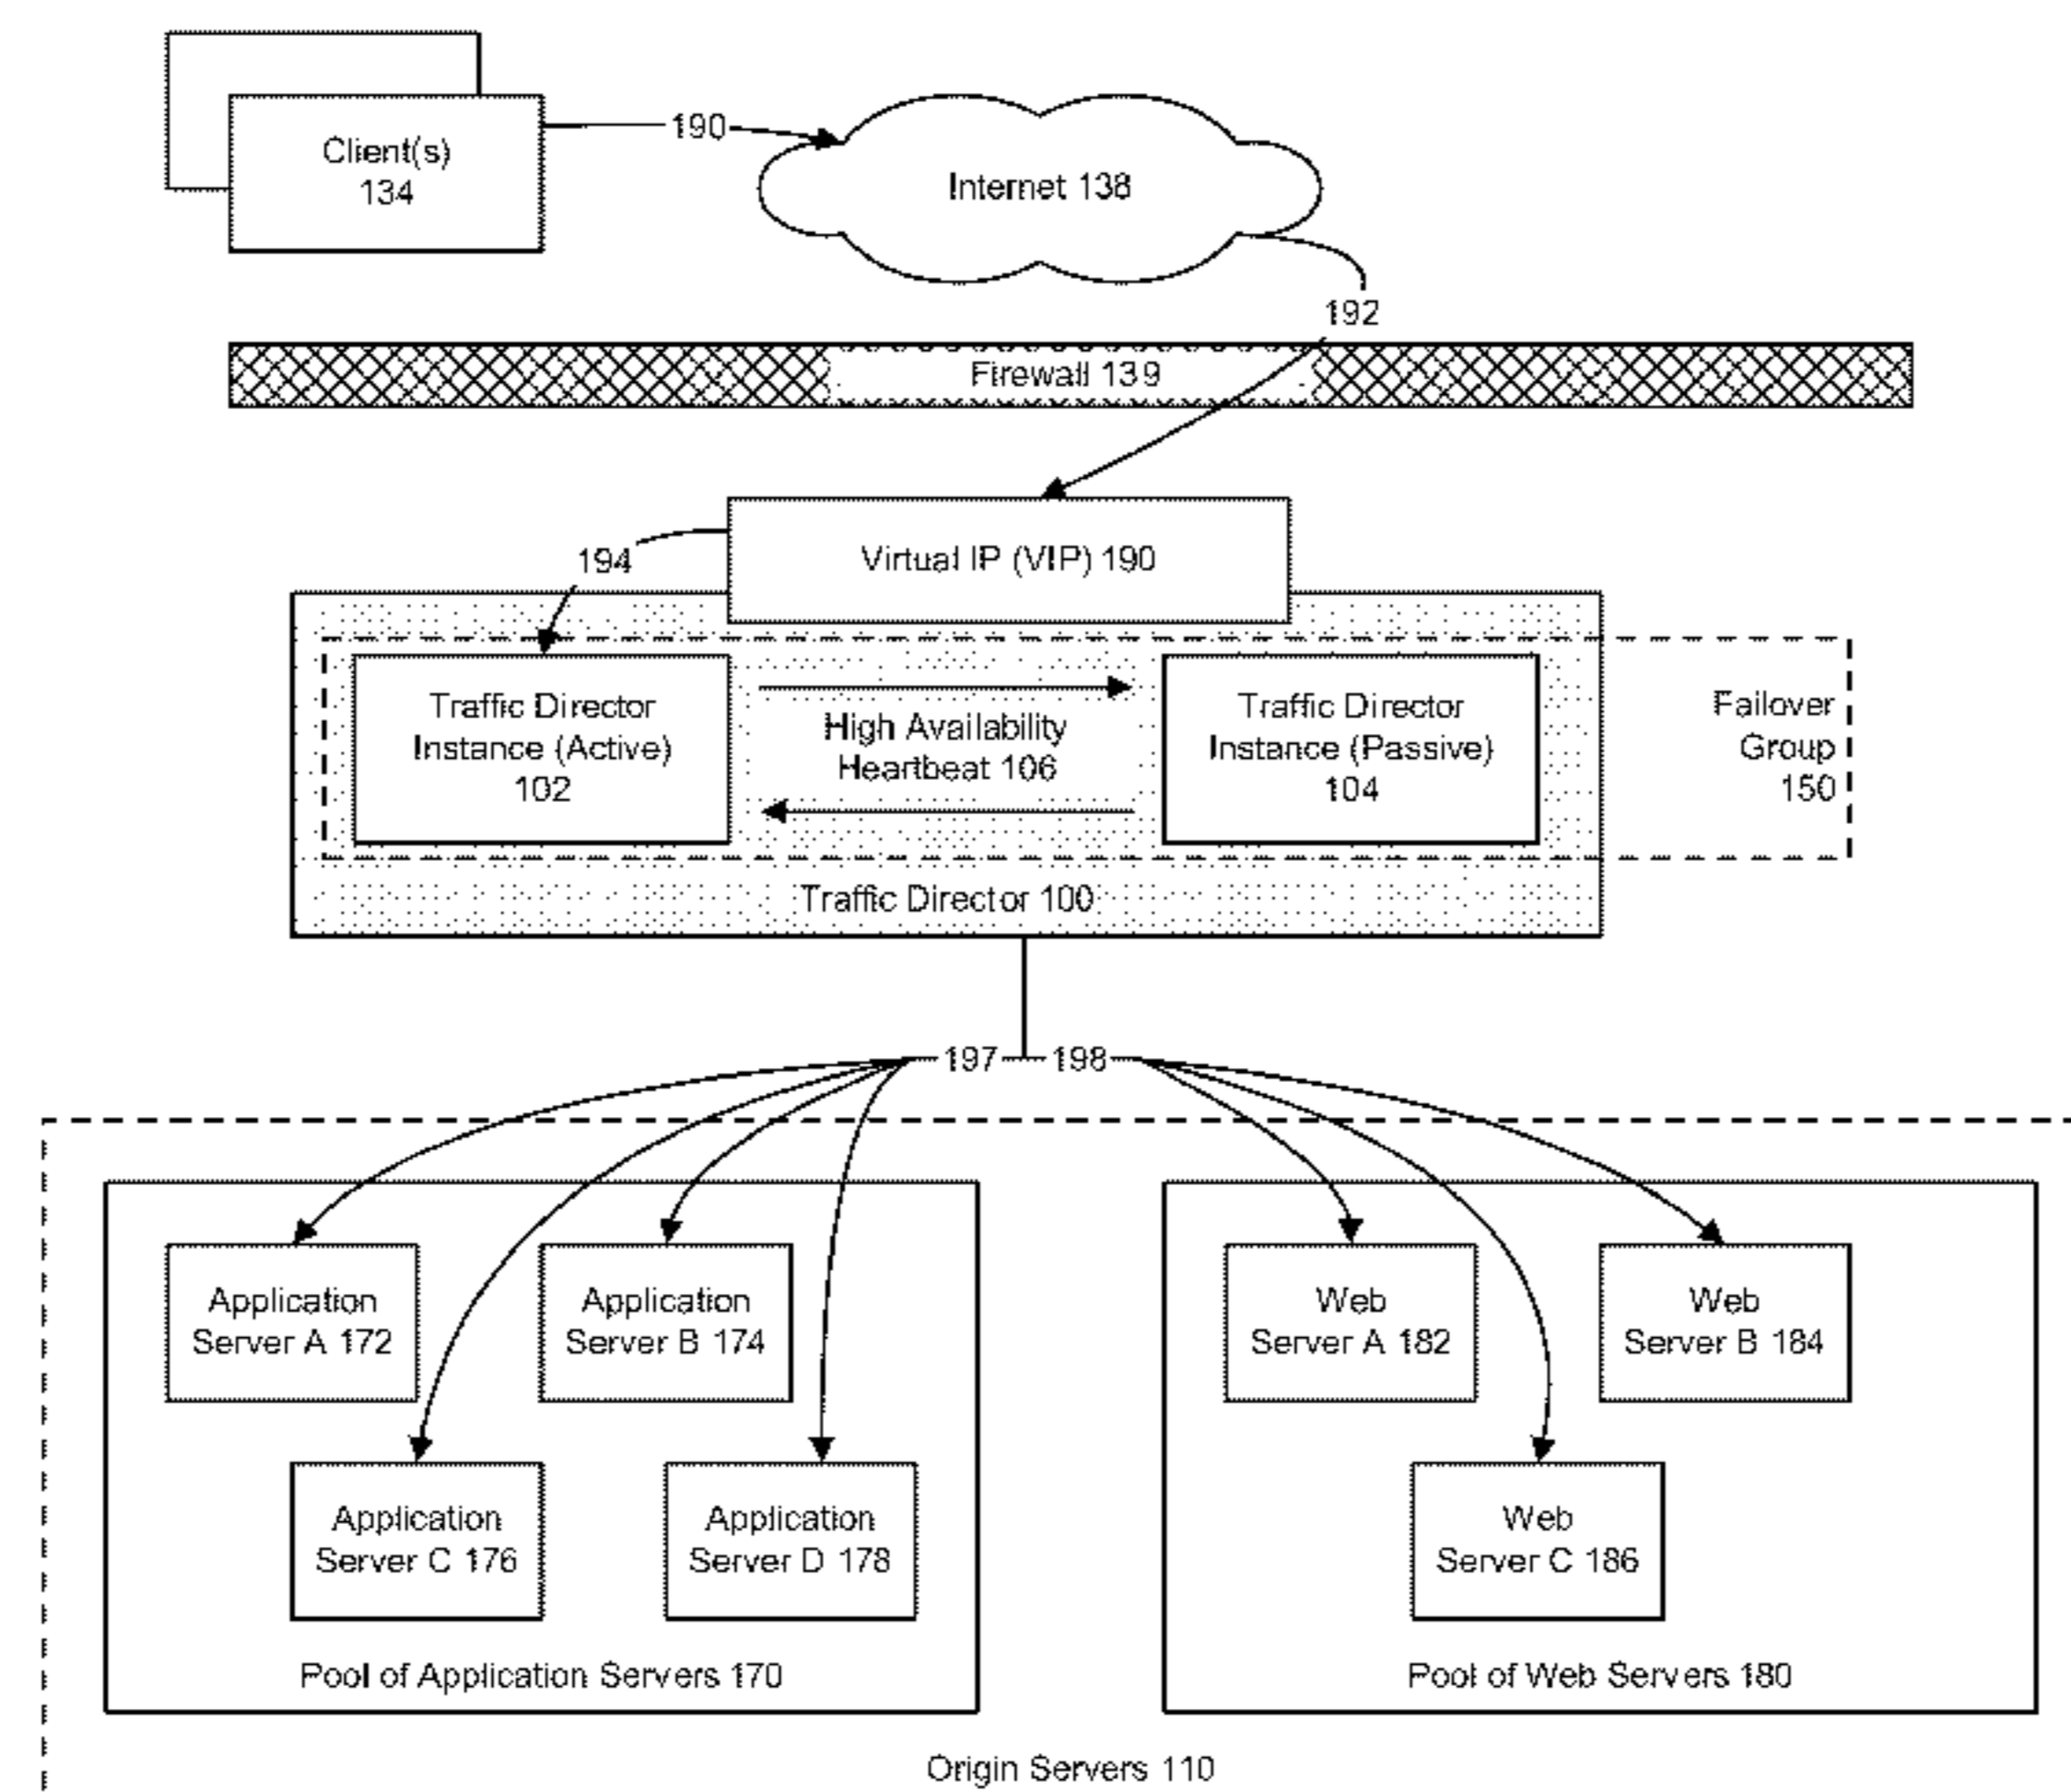 Client(s)
134
190
Internet 138
192
Firewall 139
Virtual IP (VIP) 190
194
Traffic Director
Instance (Active)
102
High Availability
Heartbeat 106
Traffic Director
Instance (Passive)
104
Failover
Group
150
Traffic Director 100
197
198
Application
Server A 172
Application
Server B 174
Application
Server C 176
Application
Server D 178
Pool of Application Servers 170
Web
Server A 182
Web
Server B 184
Web
Server C 186
Pool of Web Servers 180
Origin Servers 110